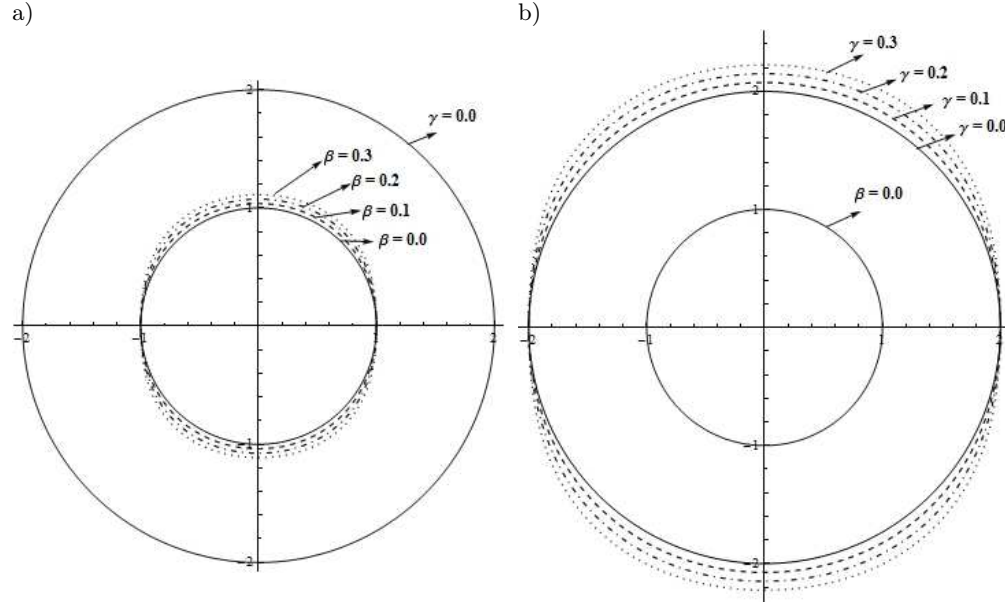 a)
γ = 0.0
β = 0.3
β = 0.2
β = 0.1
β = 0.0
2
-2
-1
1
2
-1
-2
b)
γ = 0.3
γ = 0.2
γ = 0.1
γ = 0.0
β = 0.0
2
1
-2
-1
1
2
-1
-2